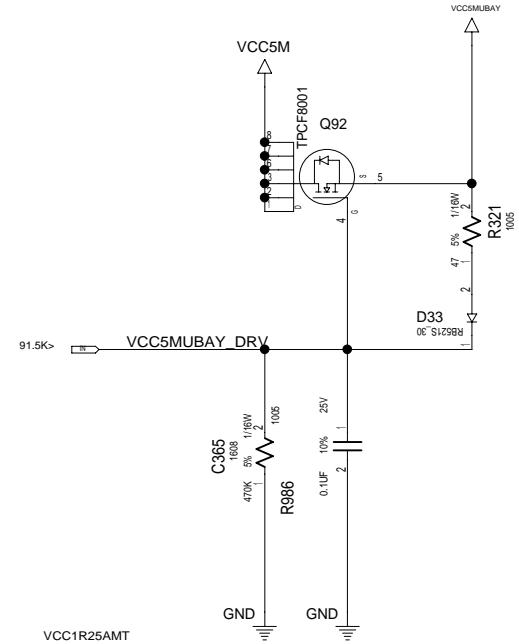 VCC5MUBAY
VCC5M
TPCF8001
Q92
8
7
6
3
2
1
D
S
5
G
4
1/16W
2
5%
R321
1005
47
1
2
D33
RB521S_30
1
91.5K>
IN
VCC5MUBAY_DRV
1/16W
2
1005
C365
1608
5%
470K
1
R986
25V
1
10%
0.1UF
2
GND
GND
VCC1R25AMT